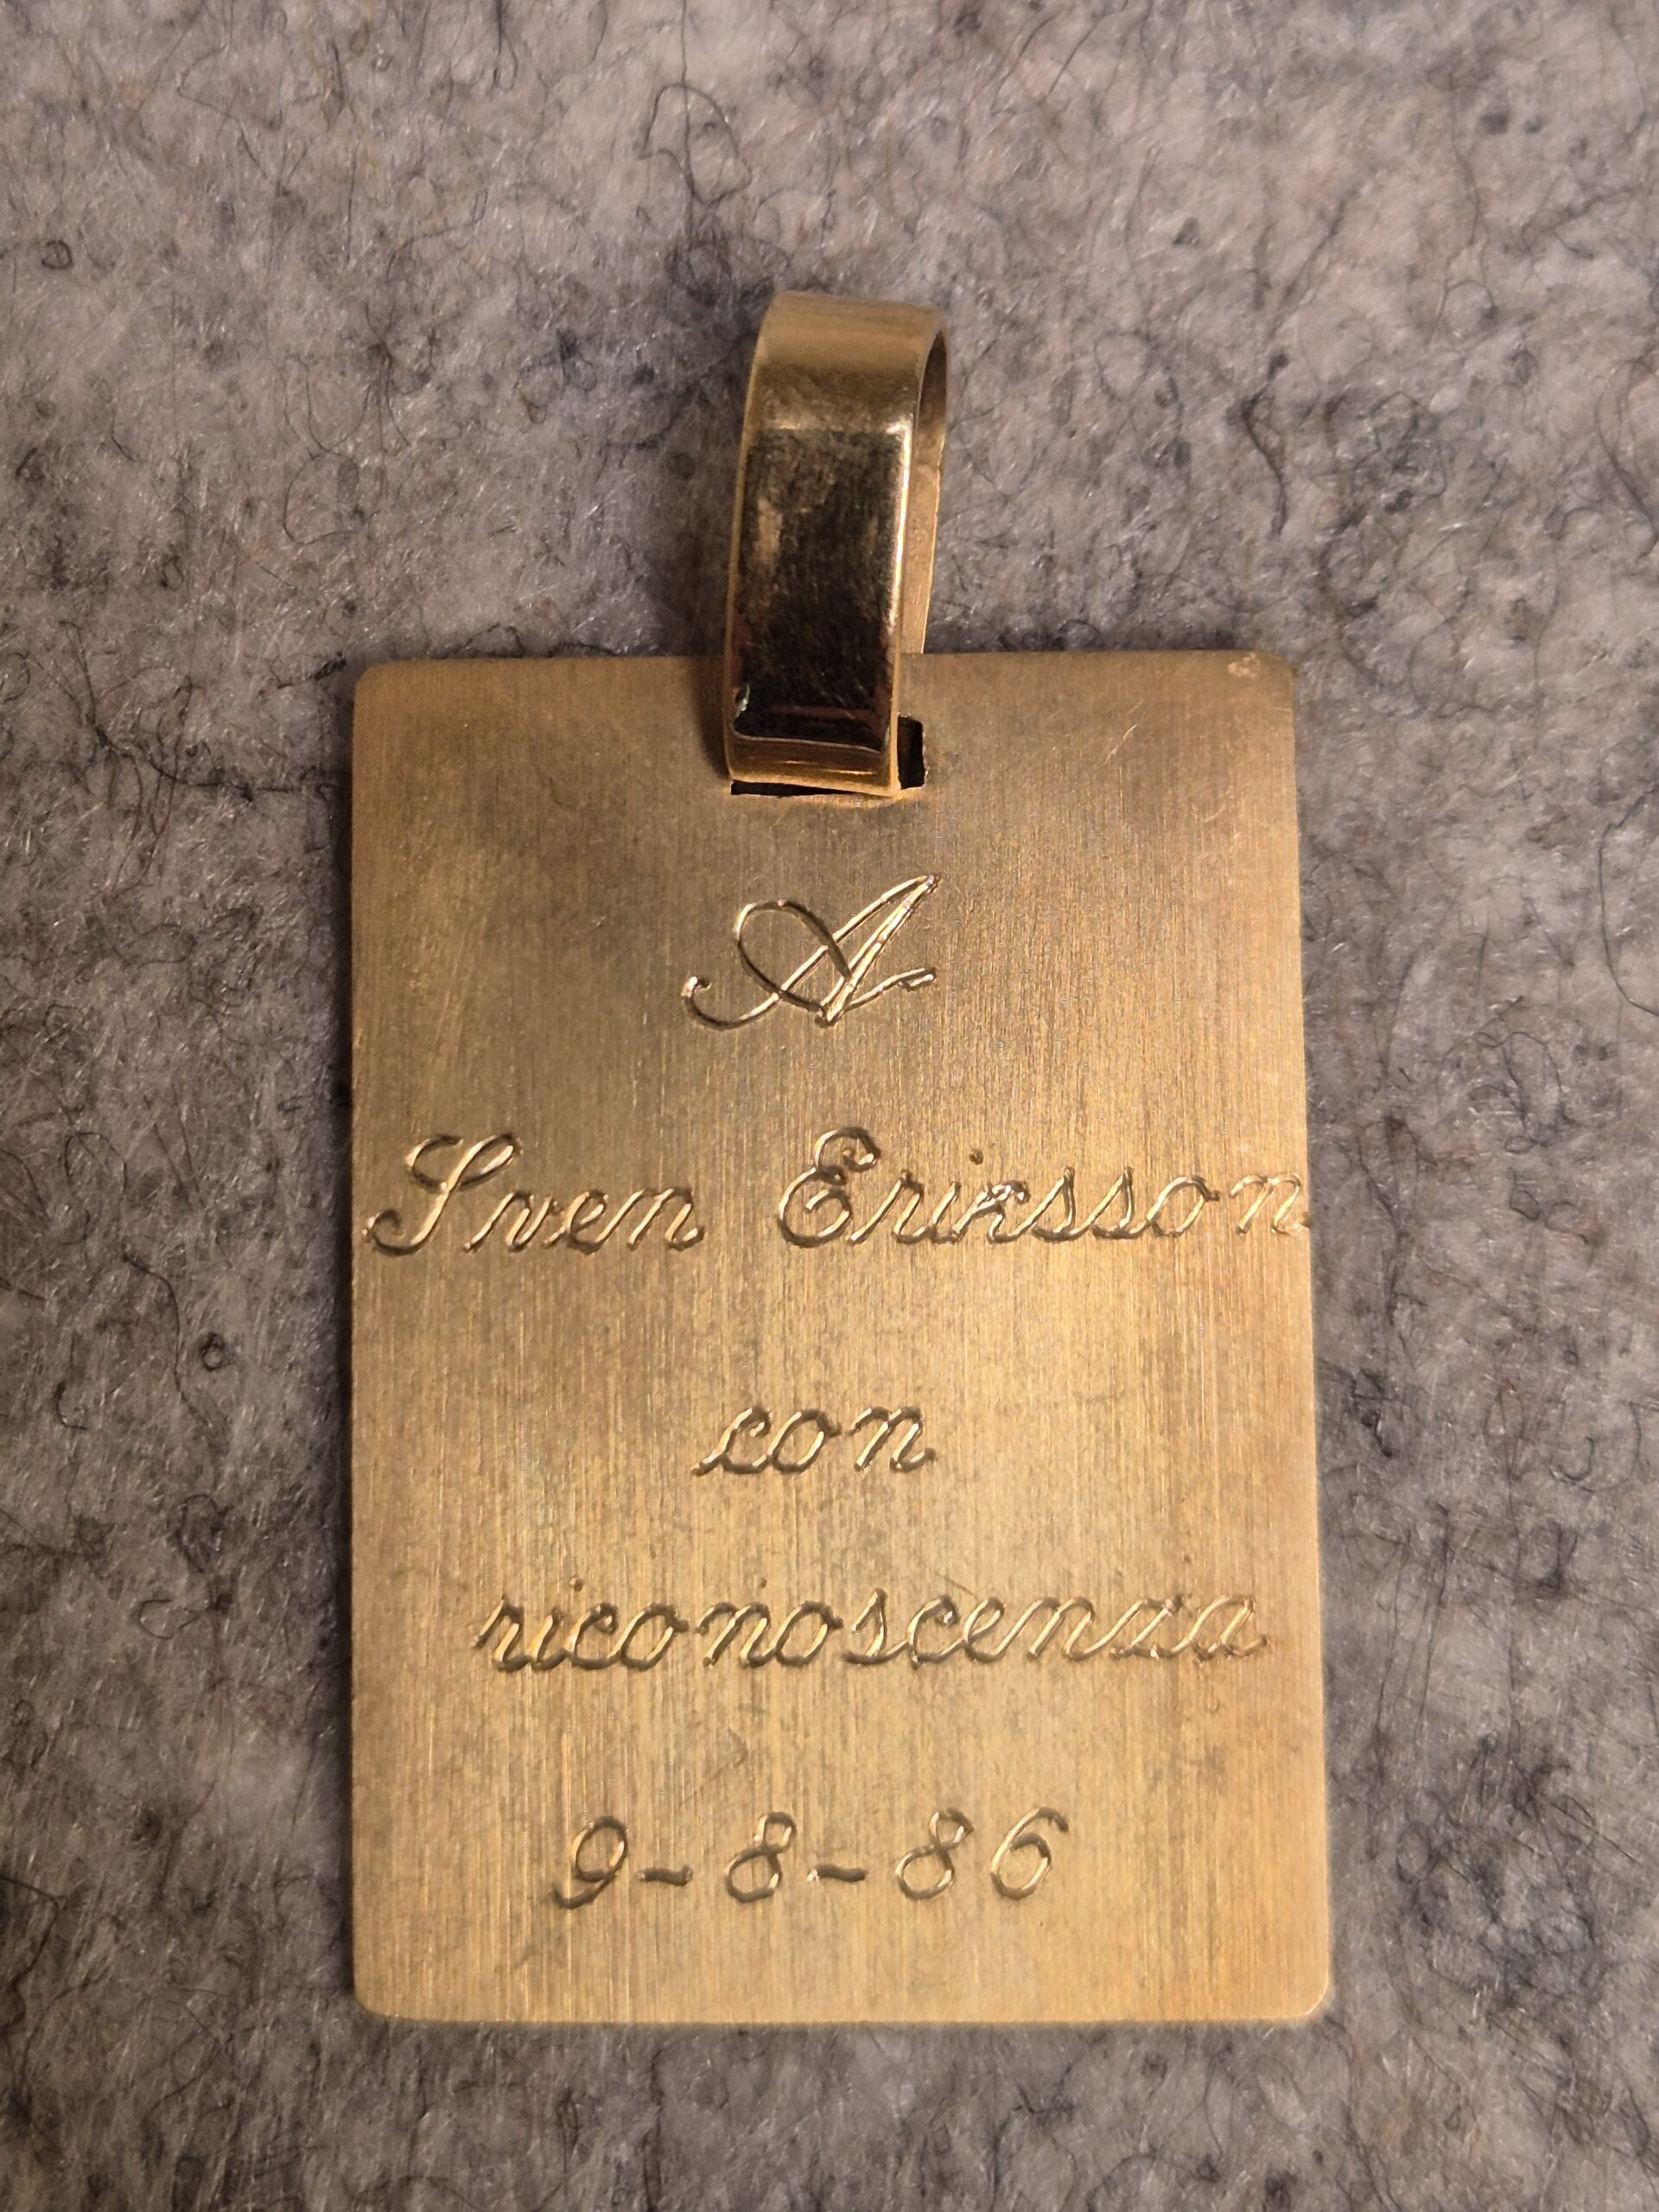 A
Sven Eriksson
con
riconoscenza
9-8-86